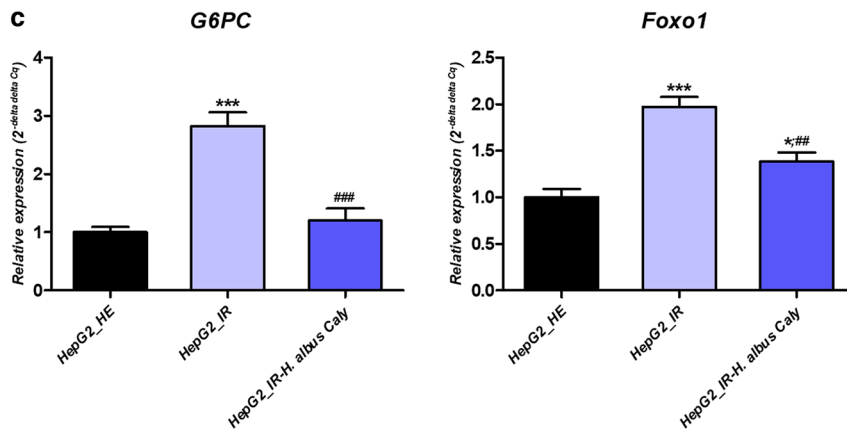 c
G6PC
Relative expression (2^-delta delta Cq)
4
3
2
1
0
***
###
HepG2_HE
HepG2_IR
HepG2_IR-H. albus Caly
Foxo1
Relative expression (2^-delta delta Cq)
2.5
2.0
1.5
1.0
0.5
0.0
***
*;##
HepG2_HE
HepG2_IR
HepG2_IR-H. albus Caly